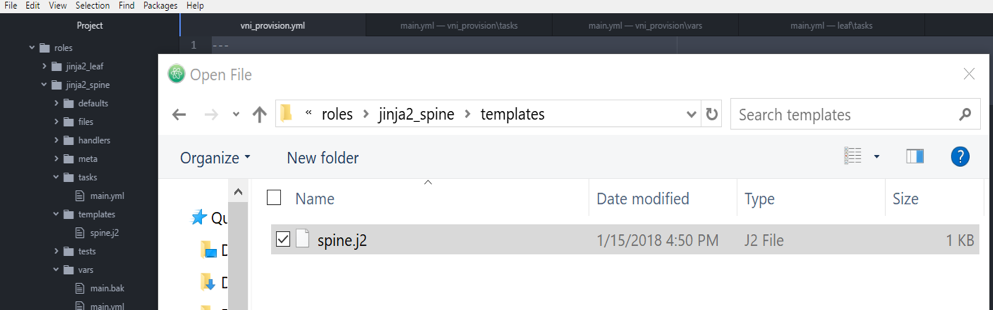 File Edit View Selection Find Packages Help
Project
vni_provision.yml
main.yml — vni_provision\tasks
main.yml — vni_provision\vars
main.yml — leaf\tasks
roles
jinja2_leaf
jinja2_spine
defaults
files
handlers
meta
tasks
main.yml
templates
spine.j2
tests
vars
main.bak
main.yml
1 ---
Open File
« roles > jinja2_spine > templates
Search templates
Organize
New folder
?
Name Date modified Type Size
spine.j2 1/15/2018 4:50 PM J2 File 1 KB